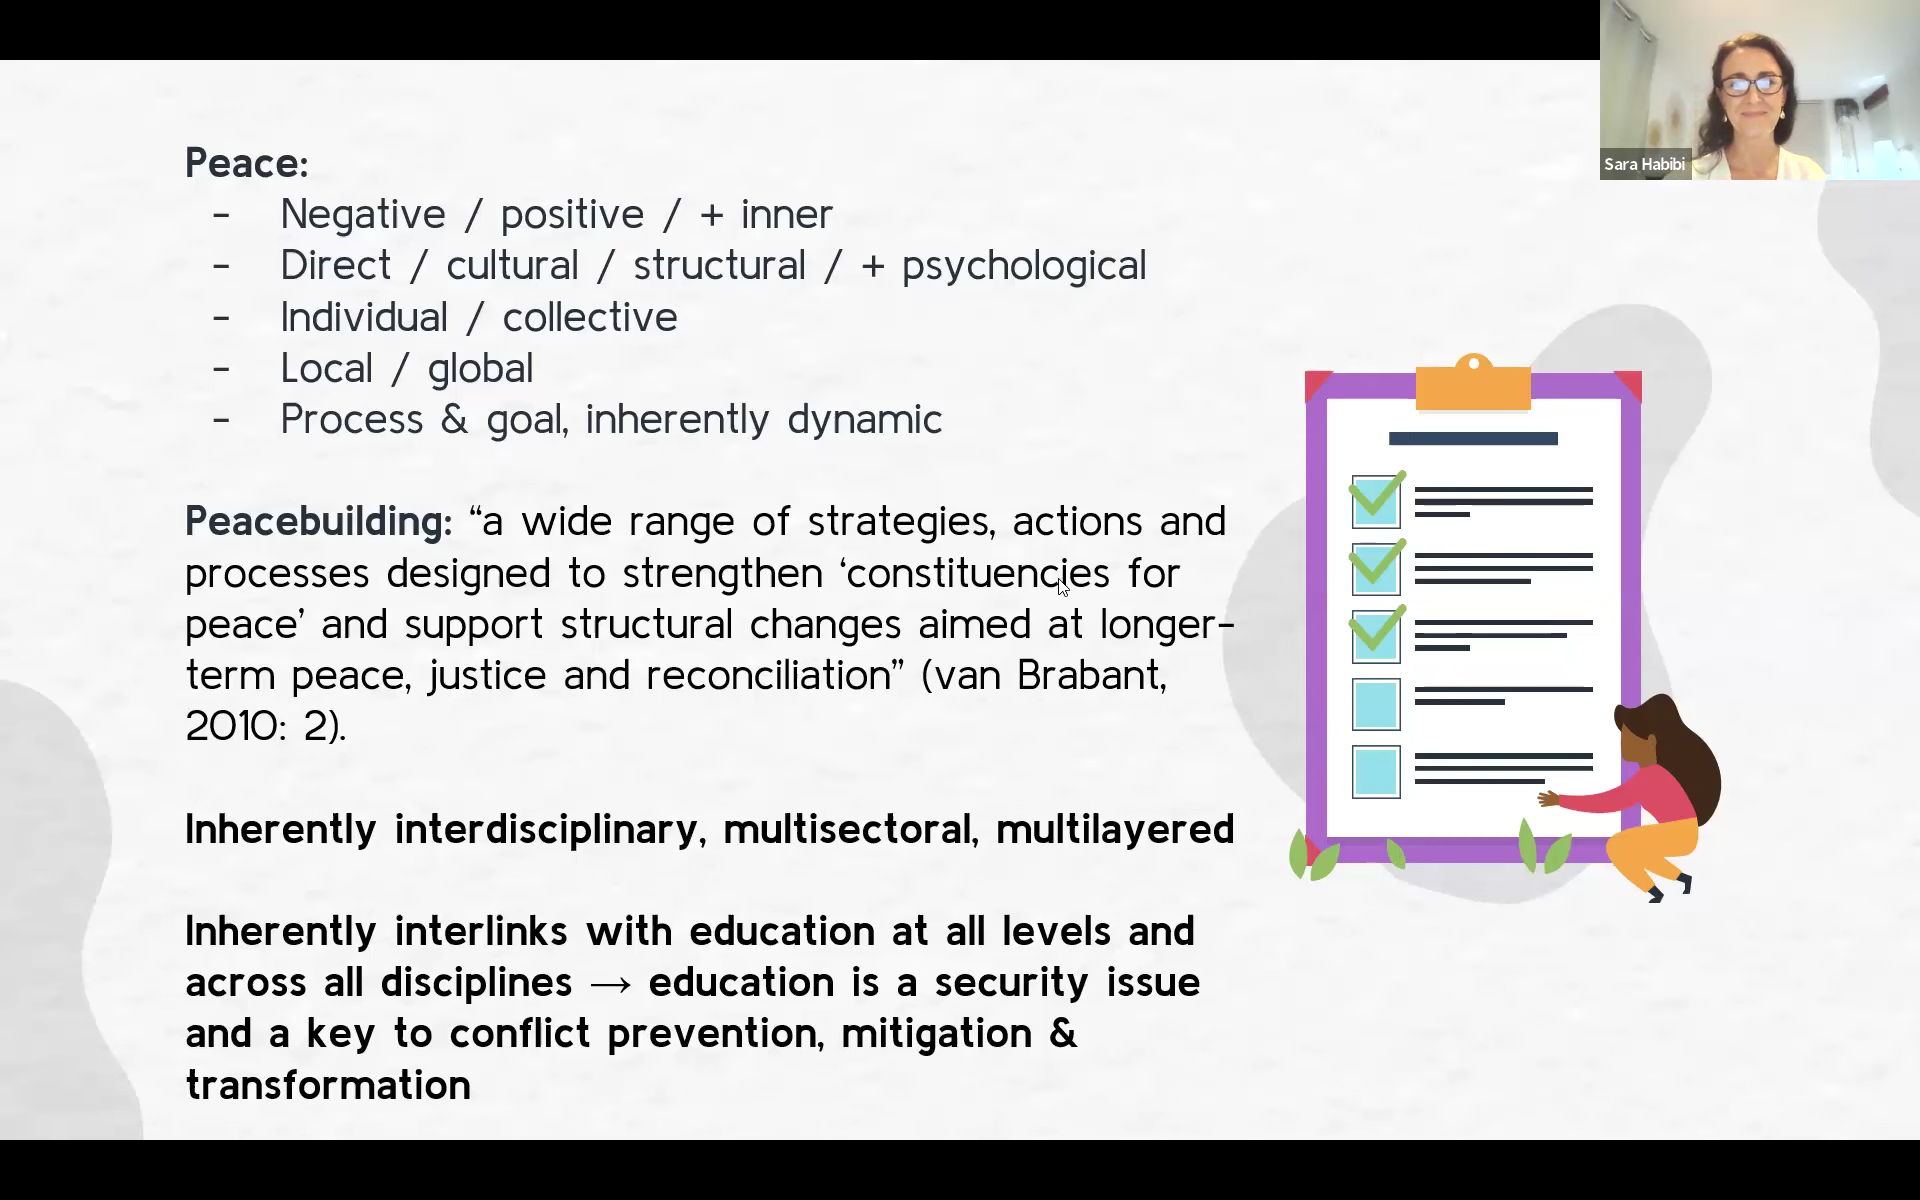 Sara Habibi
Peace:
- Negative / positive / + inner
- Direct / cultural / structural / + psychological
- Individual / collective
- Local / global
- Process & goal, inherently dynamic
Peacebuilding: “a wide range of strategies, actions and
processes designed to strengthen ‘constituencies for
peace’ and support structural changes aimed at longer-
term peace, justice and reconciliation” (van Brabant,
2010: 2).
Inherently interdisciplinary, multisectoral, multilayered
Inherently interlinks with education at all levels and
across all disciplines → education is a security issue
and a key to conflict prevention, mitigation &
transformation